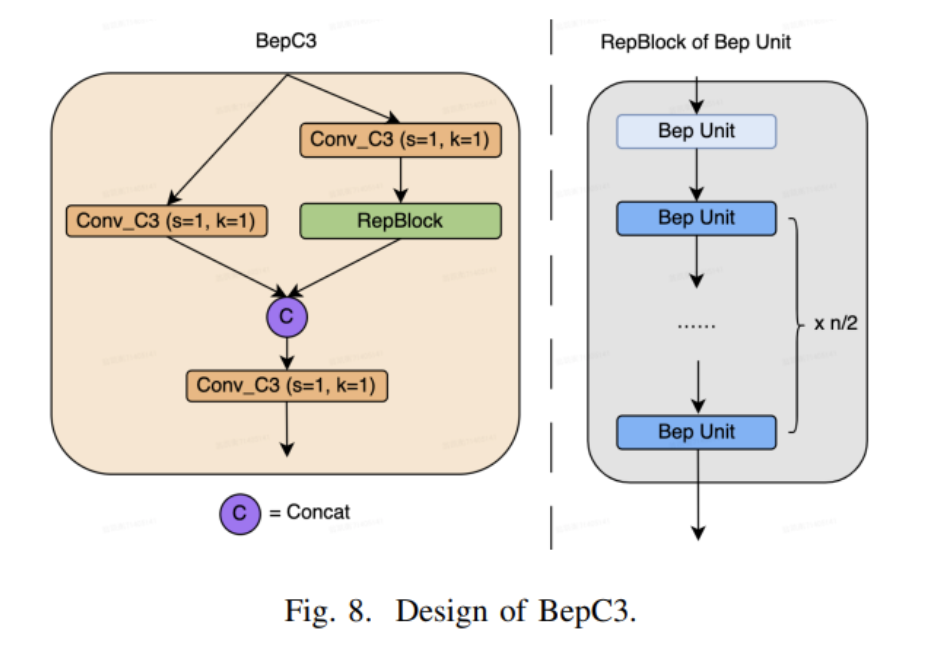 BepC3
RepBlock of Bep Unit
Conv_C3 (s=1, k=1)
Conv_C3 (s=1, k=1)
RepBlock
C
Conv_C3 (s=1, k=1)
C = Concat
Bep Unit
Bep Unit
......
x n/2
Bep Unit
Fig. 8. Design of BepC3.